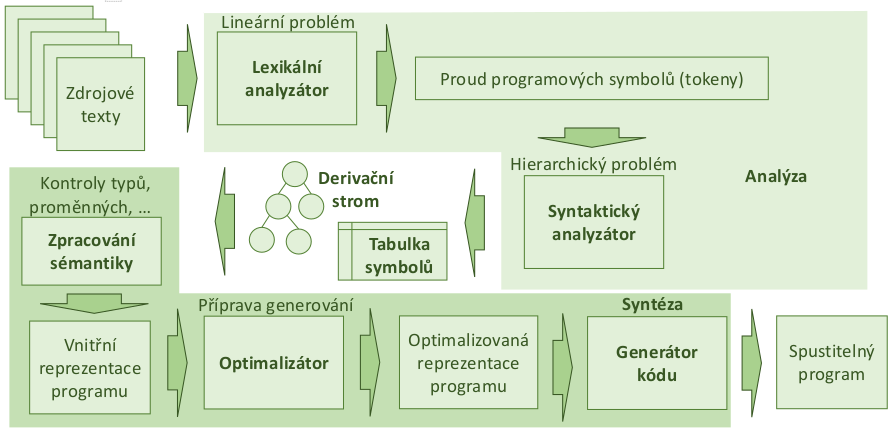 Lineární problém
Zdrojové
texty
Lexikální
analyzátor
Proud programových symbolů (tokeny)
Hierarchický problém
Analýza
Syntaktický
analyzátor
Derivační
strom
Tabulka
symbolů
Kontroly typů,
proměnných, ...
Zpracování
sémantiky
Vnitřní
reprezentace
programu
Příprava generování
Optimalizátor
Optimalizovaná
reprezentace
programu
Syntéza
Generátor
kódu
Spustitelný
program